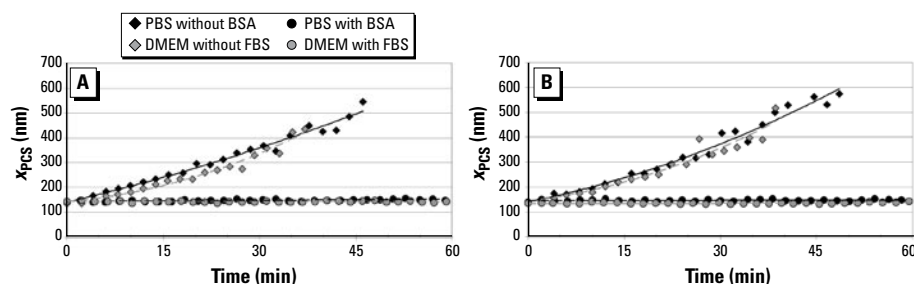 PBS without BSA PBS with BSA
DMEM without FBS DMEM with FBS
A
700
600
500
400
300
200
100
0
xPCS (nm)
0 15 30 45 60
Time (min)
B
700
600
500
400
300
200
100
0
xPCS (nm)
0 15 30 45 60
Time (min)